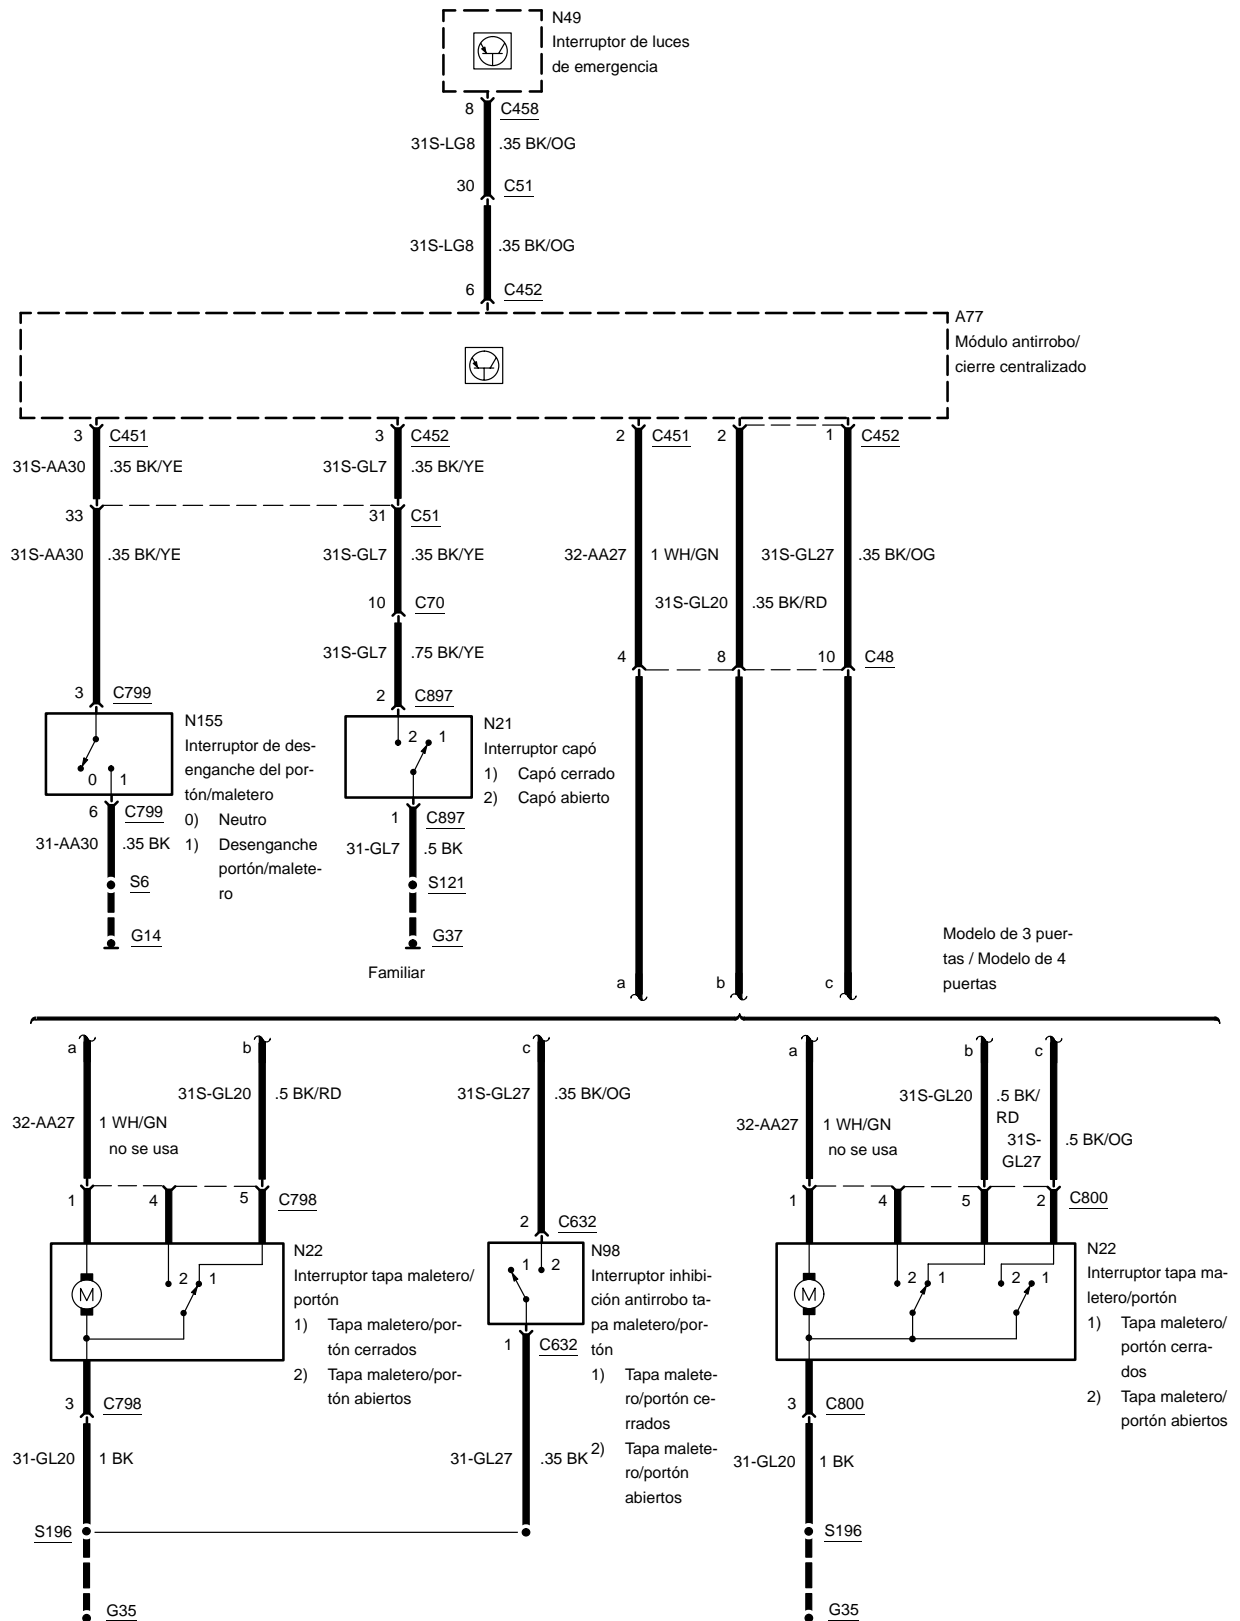 N49
Interruptor de luces
de emergencia
8 C458
31S-LG8 .35 BK/OG
30 C51
31S-LG8 .35 BK/OG
6 C452
A77
Módulo antirrobo/
cierre centralizado
3 C451 3 C452 2 C451 2 1 C452
31S-AA30 .35 BK/YE 31S-GL7 .35 BK/YE
33 31 C51
31S-AA30 .35 BK/YE 31S-GL7 .35 BK/YE 32-AA27 1 WH/GN 31S-GL27 .35 BK/OG
10 C70 31S-GL20 .35 BK/RD
31S-GL7 .75 BK/YE 4 8 10 C48
3 C799 2 C897
N155
Interruptor de des-
enganche del por-
tón/maletero
0) Neutro
1) Desenganche
portón/malete-
ro
0 1
N21
Interruptor capó
1) Capó cerrado
2) Capó abierto
2 1
6 C799 1 C897
31-AA30 .35 BK 31-GL7 .5 BK
S6 S121
G14 G37
Familiar
Modelo de 3 puer-
tas / Modelo de 4
puertas
a b c
a b c a b c
31S-GL20 .5 BK/RD 31S-GL27 .35 BK/OG 31S-GL20 .5 BK/
RD
32-AA27 1 WH/GN 32-AA27 1 WH/GN 31S-
GL27
.5 BK/OG
no se usa no se usa
1 4 5 C798 1 4 5 2 C800
2 C632
N22
Interruptor tapa maletero/
portón
1) Tapa maletero/por-
tón cerrados
2) Tapa maletero/por-
tón abiertos
M 2 1
N98
Interruptor inhibi-
ción antirrobo ta-
pa maletero/por-
tón
1) Tapa malete-
ro/portón ce-
rrados
2) Tapa malete-
ro/portón
abiertos
1 2
N22
Interruptor tapa ma-
letero/portón
1) Tapa maletero/
portón cerra-
dos
2) Tapa maletero/
portón abiertos
M 2 1 2 1
3 C798 1 C632 3 C800
31-GL20 1 BK 31-GL27 .35 BK 31-GL20 1 BK
S196 S196
G35 G35